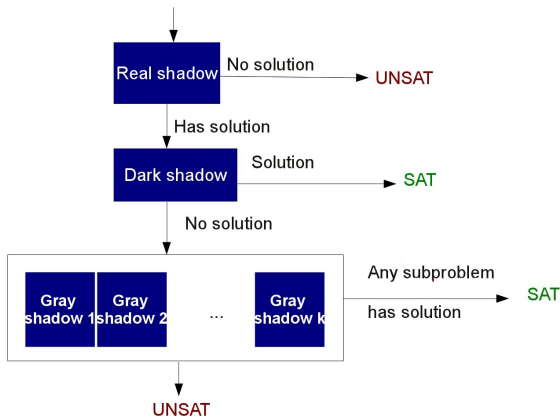 Real shadow
No solution
UNSAT
Has solution
Dark shadow
Solution
SAT
No solution
Gray
shadow 1
Gray
shadow 2
...
Gray
shadow k
Any subproblem
has solution
SAT
UNSAT